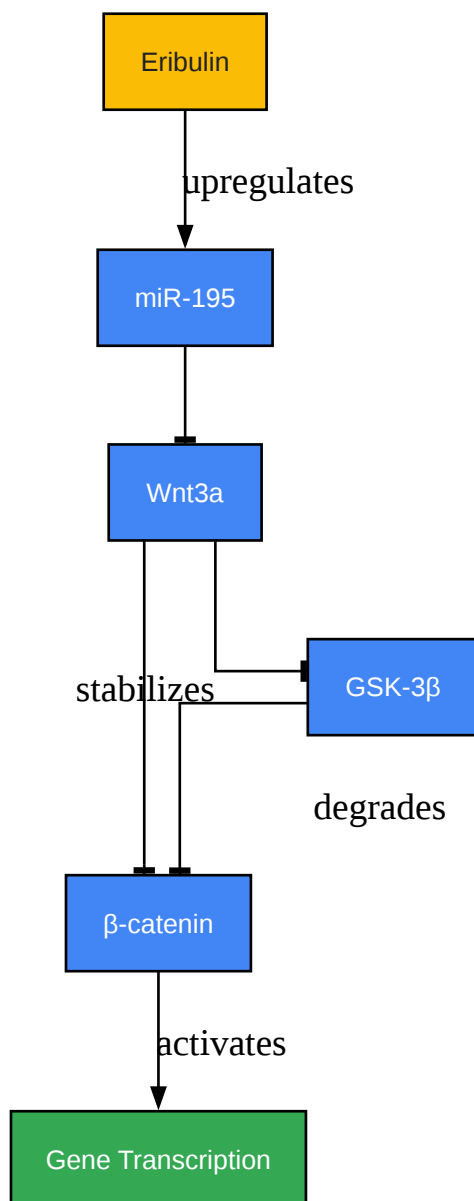 Eribulin
upregulates
miR-195
Wnt3a
stabilizes
GSK-3β
degrades
β-catenin
activates
Gene Transcription